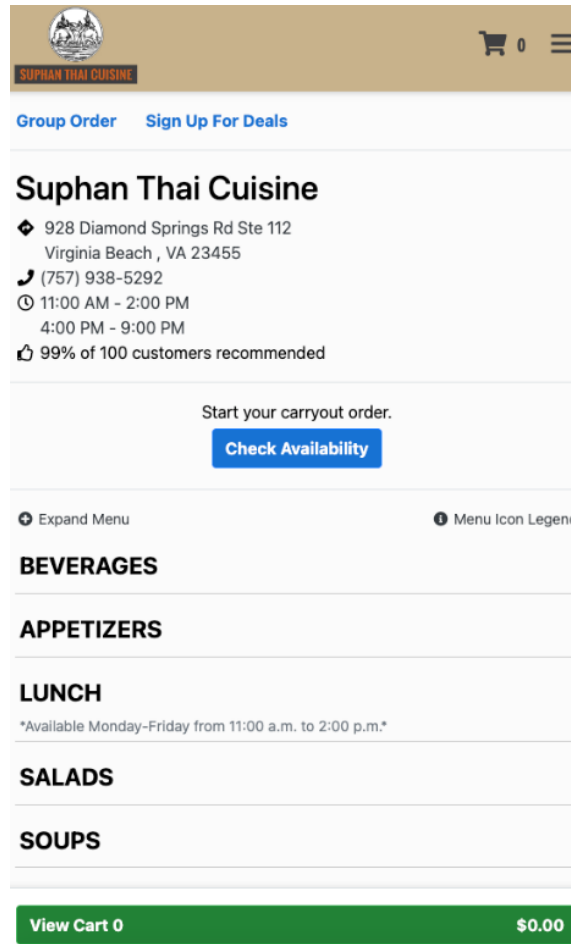 SUPHAN THAI CUISINE
0
Group Order Sign Up For Deals
Suphan Thai Cuisine
928 Diamond Springs Rd Ste 112
Virginia Beach , VA 23455
(757) 938-5292
11:00 AM - 2:00 PM
4:00 PM - 9:00 PM
99% of 100 customers recommended
Start your carryout order.
Check Availability
Expand Menu Menu Icon Legend
BEVERAGES
APPETIZERS
LUNCH
*Available Monday-Friday from 11:00 a.m. to 2:00 p.m.*
SALADS
SOUPS
View Cart 0 $0.00